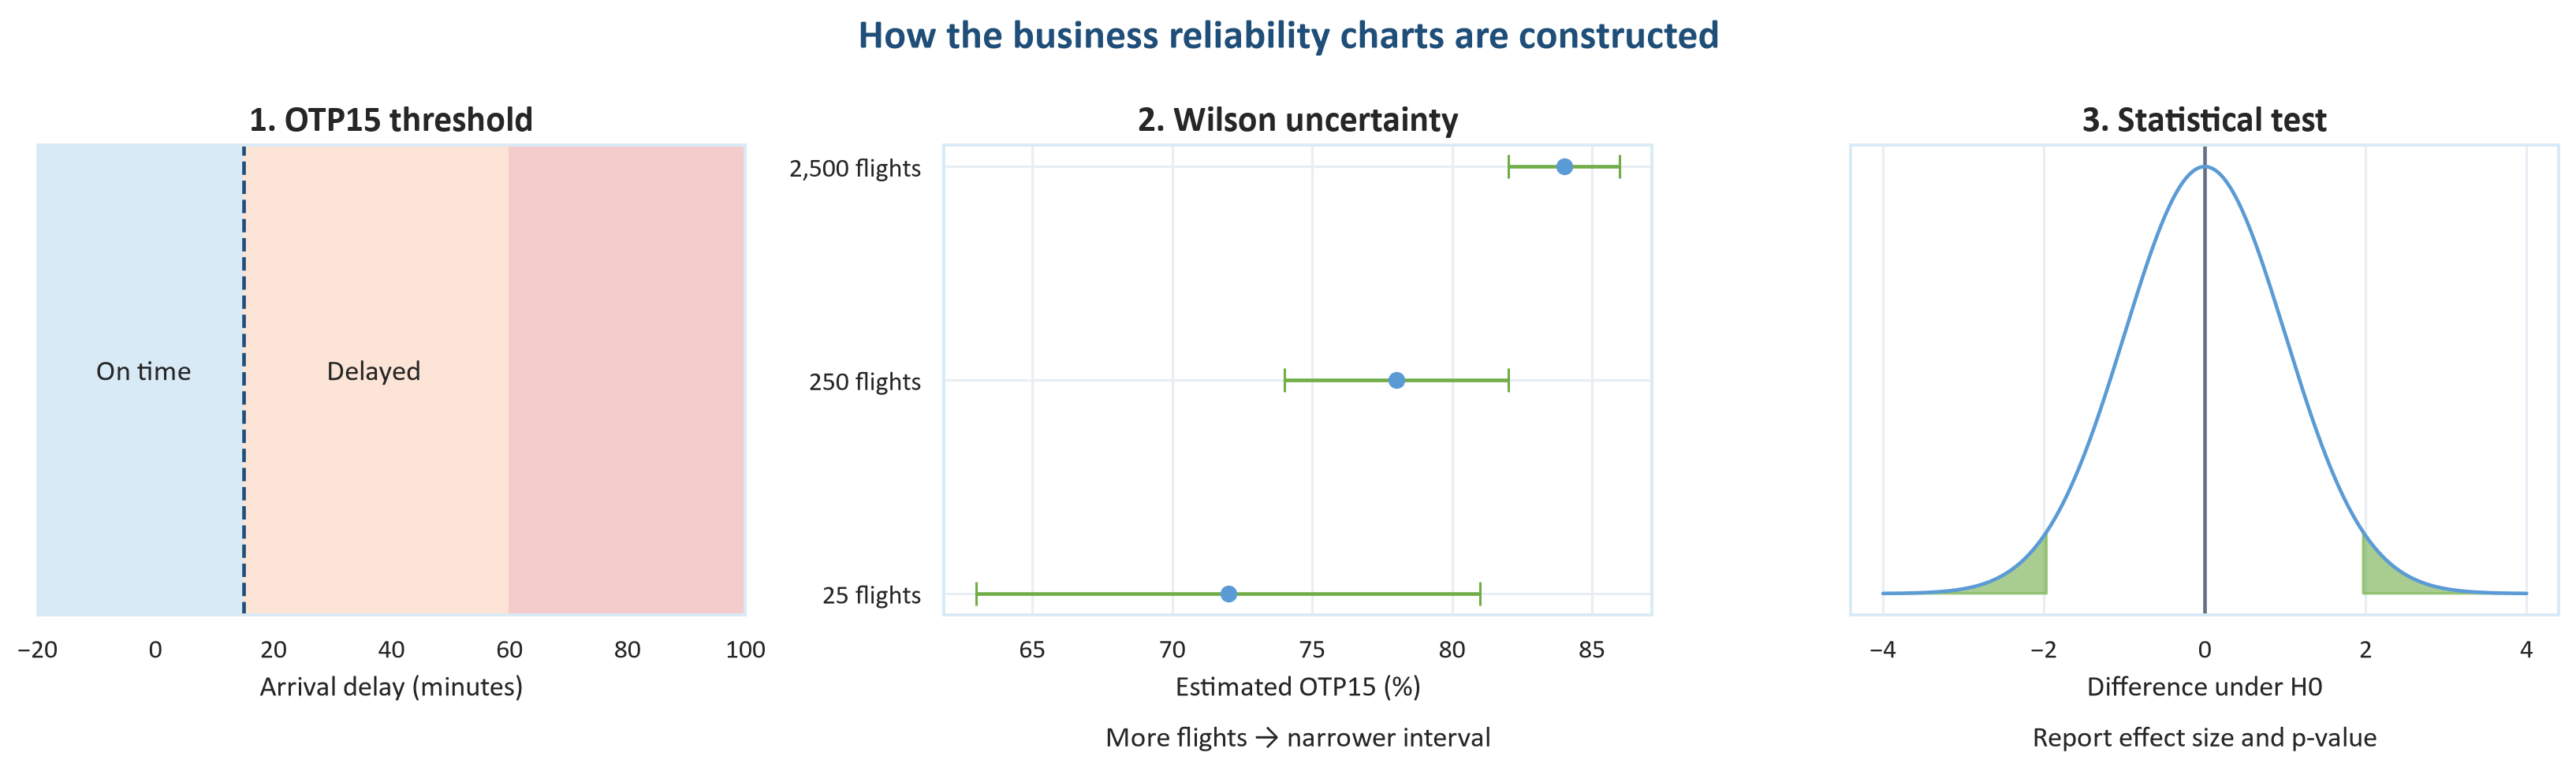 How the business reliability charts are constructed
1. OTP15 threshold
On time
Delayed
−20 0 20 40 60 80 100
Arrival delay (minutes)
2. Wilson uncertainty
2,500 flights
250 flights
25 flights
65 70 75 80 85
Estimated OTP15 (%)
More flights → narrower interval
3. Statistical test
−4 −2 0 2 4
Difference under H0
Report effect size and p-value